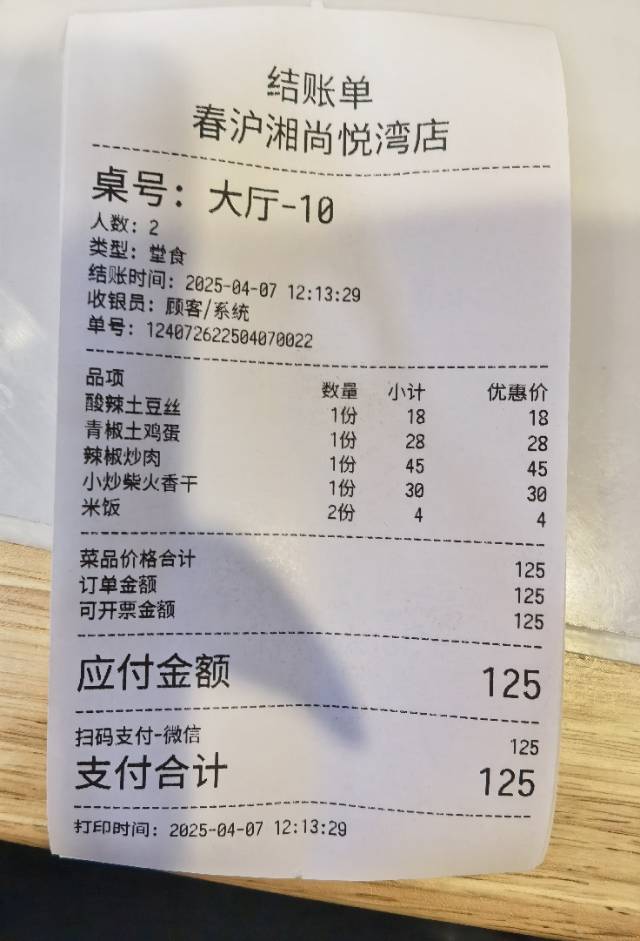 结账单
春沪湘尚悦湾店
桌号：大厅-10
人数：2
类型：堂食
结账时间：2025-04-07 12:13:29
收银员：顾客/系统
单号：124072622504070022
品项 数量 小计 优惠价
酸辣土豆丝 1份 18 18
青椒土鸡蛋 1份 28 28
辣椒炒肉 1份 45 45
小炒柴火香干 1份 30 30
米饭 2份 4 4
菜品价格合计 125
订单金额 125
可开票金额 125
应付金额 125
扫码支付-微信 125
支付合计 125
打印时间：2025-04-07 12:13:29